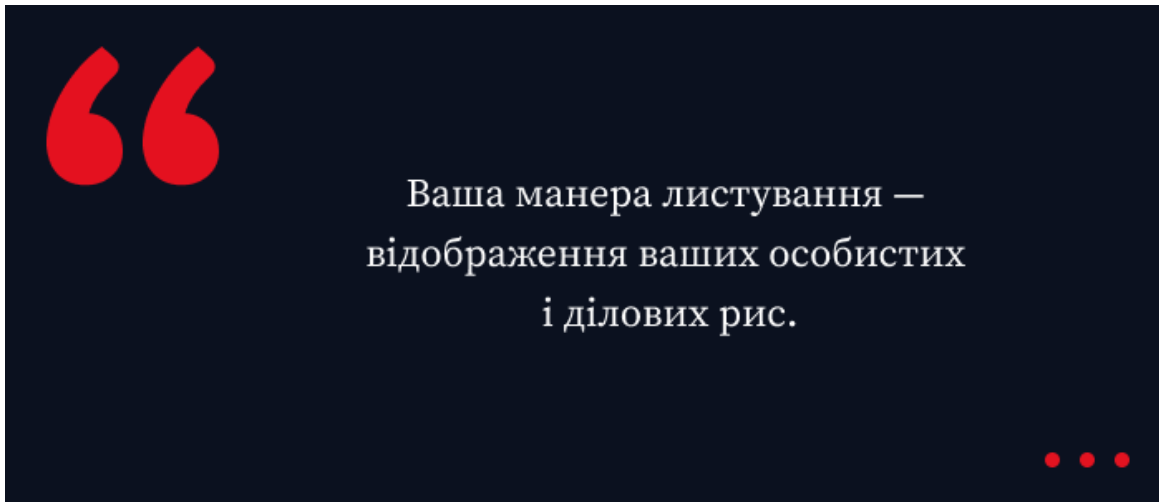 Ваша манера листування —
відображення ваших особистих
і ділових рис.